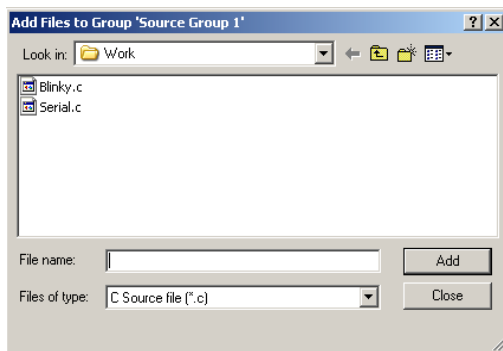 Add Files to Group 'Source Group 1'
Look in: Work
Blinky.c
Serial.c
File name: Add
Files of type: C Source file (*.c) Close